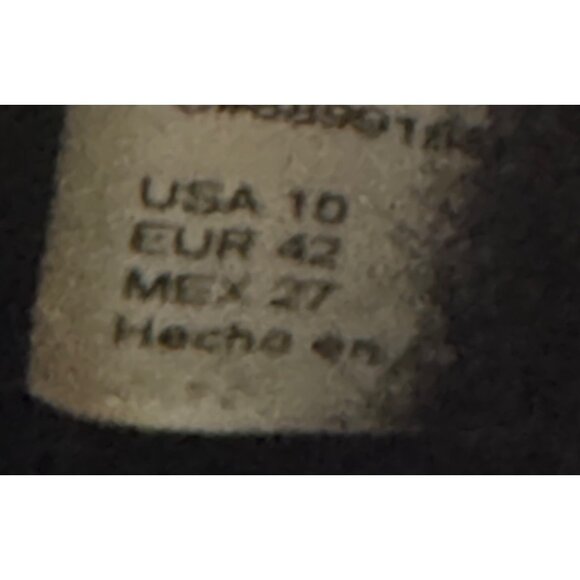 USA 10
EUR 42
MEX 27
Hecho en